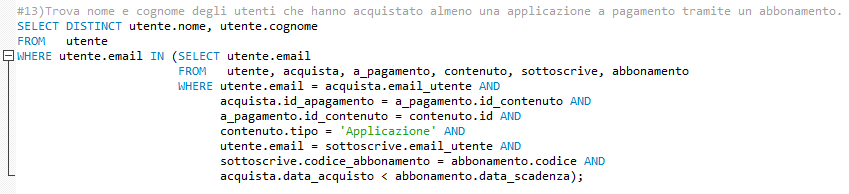 #13)Trova nome e cognome degli utenti che hanno acquistato almeno una applicazione a pagamento tramite un abbonamento.
SELECT DISTINCT utente.nome, utente.cognome
FROM utente
WHERE utente.email IN (SELECT utente.email
FROM utente, acquista, a_pagamento, contenuto, sottoscrive, abbonamento
WHERE utente.email = acquista.email_utente AND
acquista.id_apagamento = a_pagamento.id_contenuto AND
a_pagamento.id_contenuto = contenuto.id AND
contenuto.tipo = 'Applicazione' AND
utente.email = sottoscrive.email_utente AND
sottoscrive.codice_abbonamento = abbonamento.codice AND
acquista.data_acquisto < abbonamento.data_scadenza);